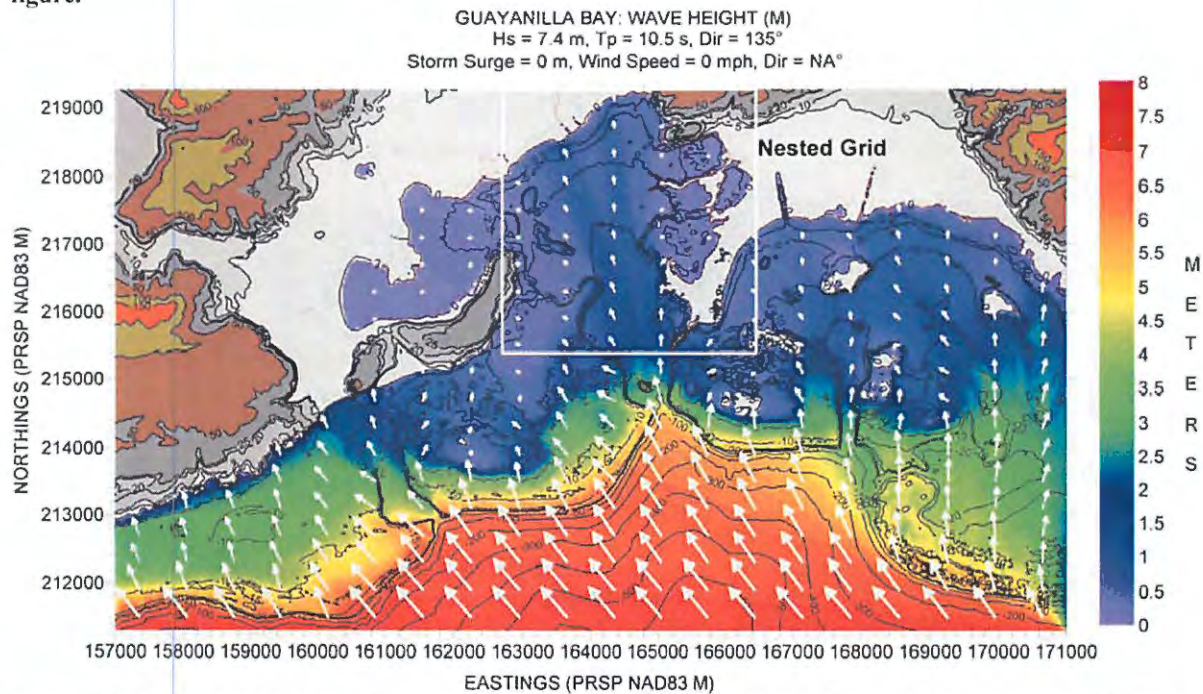 figure.
GUAYANILLA BAY: WAVE HEIGHT (M)
Hs = 7.4 m, Tp = 10.5 s, Dir = 135°
Storm Surge = 0 m, Wind Speed = 0 mph, Dir = NA°
Nested Grid
NORTHINGS (PRSP NAD83 M)
219000
218000
217000
216000
215000
214000
213000
212000
157000 158000 159000 160000 161000 162000 163000 164000 165000 166000 167000 168000 169000 170000 171000
EASTINGS (PRSP NAD83 M)
8
7.5
7
6.5
6
5.5
5
4.5
4
3.5
3
2.5
2
1.5
1
0.5
0
METERS